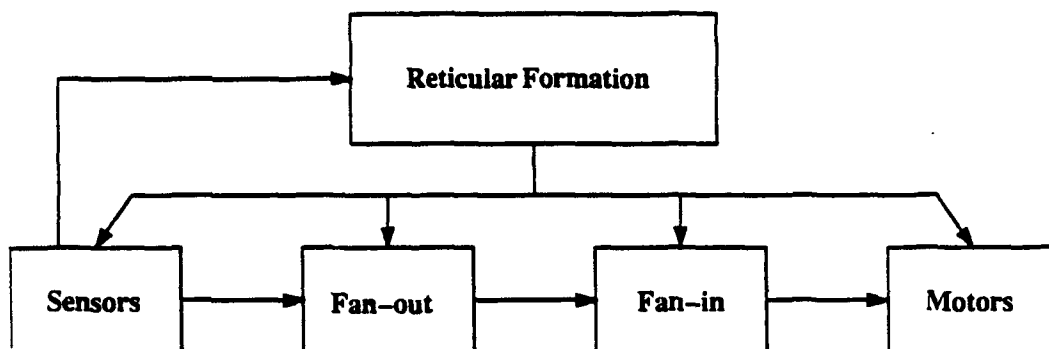 Reticular Formation
Sensors
Fan-out
Fan-in
Motors